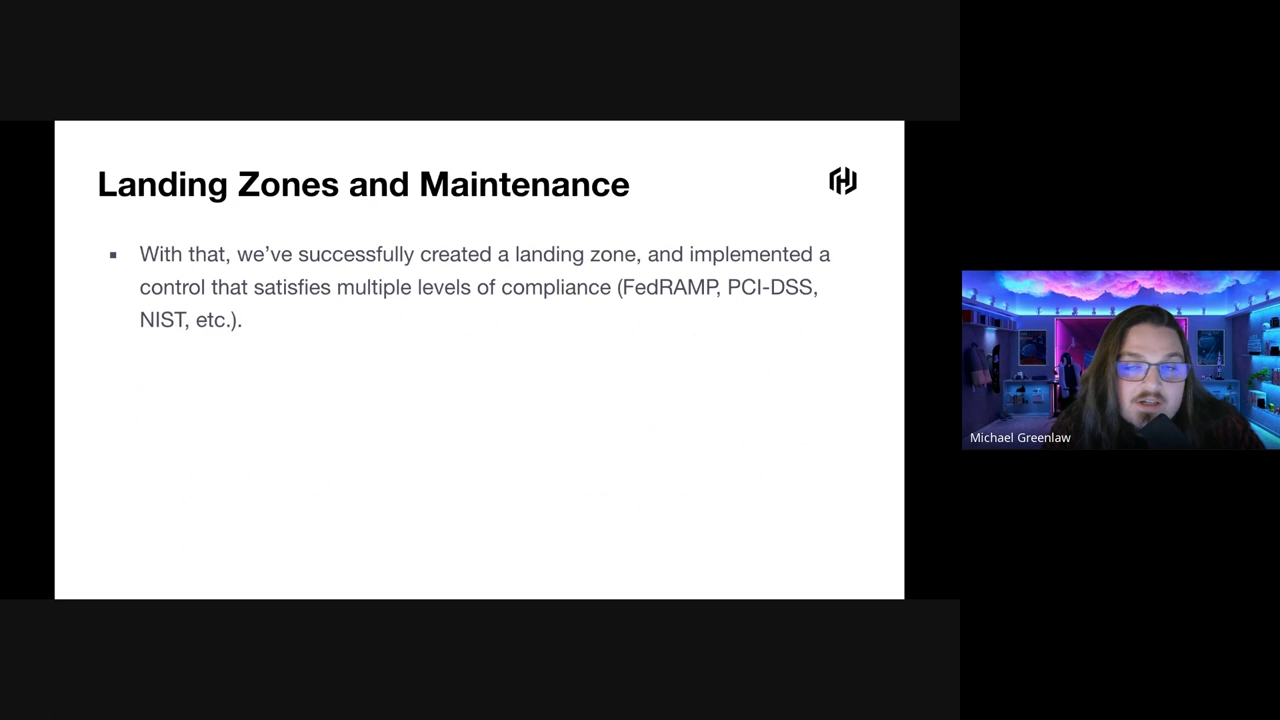 Landing Zones and Maintenance
▪ With that, we’ve successfully created a landing zone, and implemented a
control that satisfies multiple levels of compliance (FedRAMP, PCI-DSS,
NIST, etc.).
Michael Greenlaw